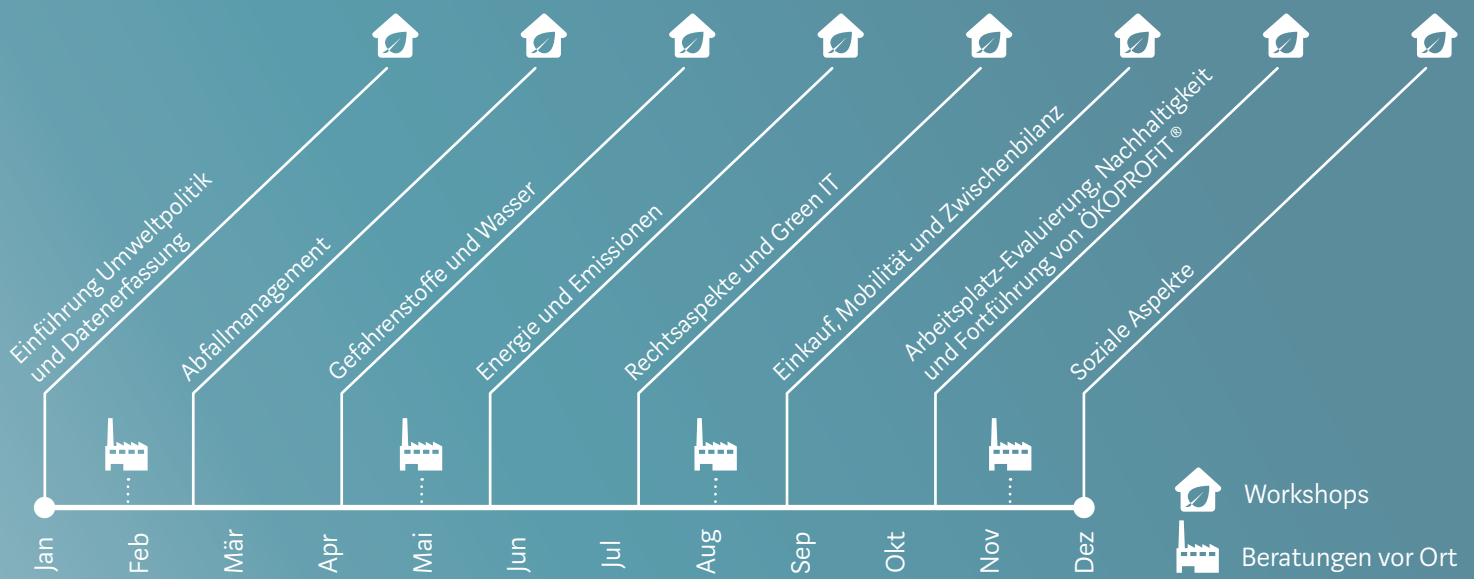 Einführung Umweltpolitik
und Datenerfassung
Abfallmanagement
Gefahrenstoffe und Wasser
Energie und Emissionen
Rechtsaspekte und Green IT
Einkauf, Mobilität und Zwischenbilanz
Arbeitsplatz-Evaluierung, Nachhaltigkeit
und Fortführung von ÖKOPROFIT®
Soziale Aspekte
Jan
Feb
Mär
Apr
Mai
Jun
Jul
Aug
Sep
Okt
Nov
Dez
Workshops
Beratungen vor Ort